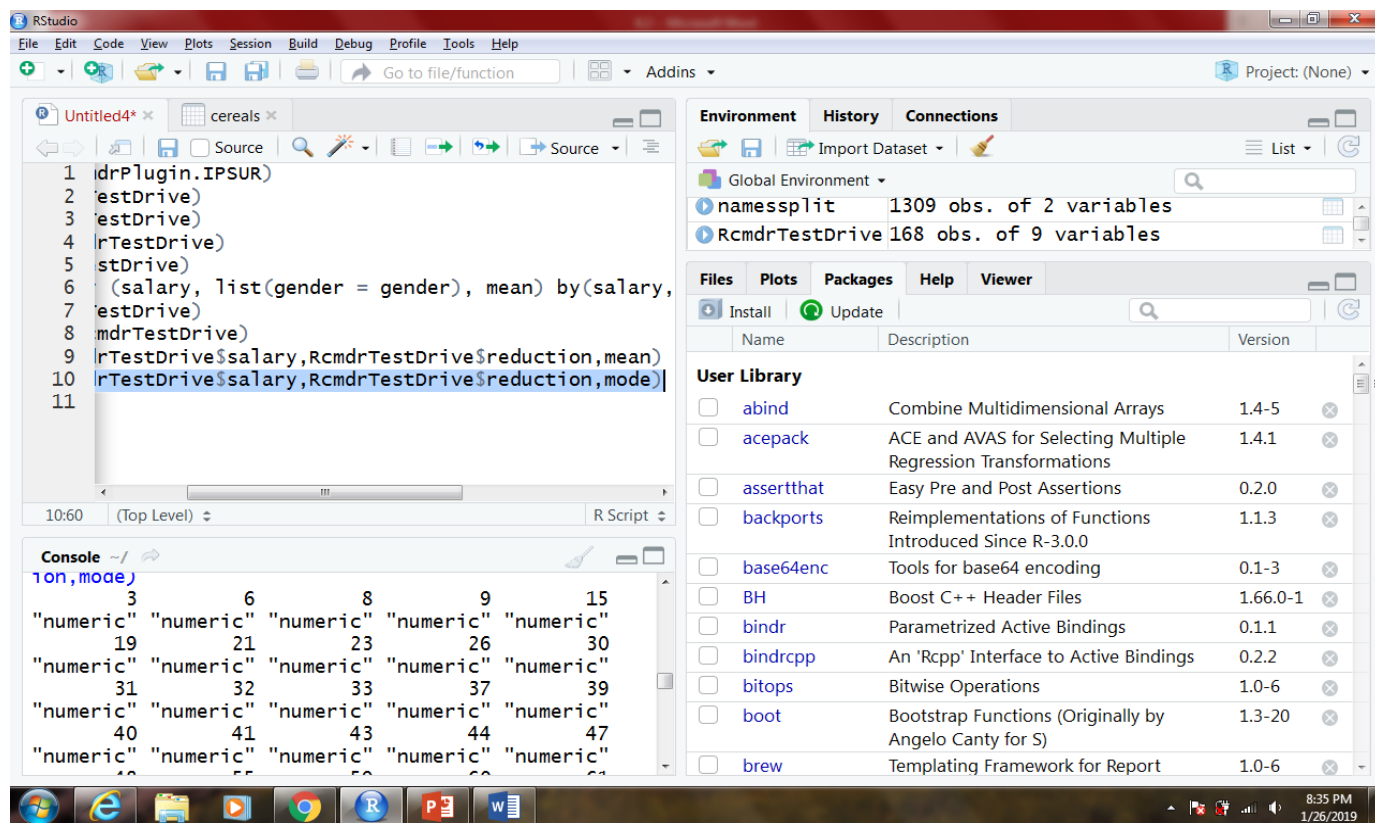 RStudio
File Edit Code View Plots Session Build Debug Profile Tools Help
Go to file/function Addins Project: (None)
Untitled4* cereals
Source Source
1 drPlugin.IPSUR)
2 estDrive)
3 estDrive)
4 rTestDrive)
5 stDrive)
6 (salary, list(gender = gender), mean) by(salary,
7 estDrive)
8 mdrTestDrive)
9 rTestDrive$salary,RcmdrTestDrive$reduction,mean)
10 rTestDrive$salary,RcmdrTestDrive$reduction,mode)
11
10:60 (Top Level) R Script
Console ~/
ion,mode)
3 6 8 9 15
"numeric" "numeric" "numeric" "numeric" "numeric"
19 21 23 26 30
"numeric" "numeric" "numeric" "numeric" "numeric"
31 32 33 37 39
"numeric" "numeric" "numeric" "numeric" "numeric"
40 41 43 44 47
"numeric" "numeric" "numeric" "numeric" "numeric"
Environment History Connections
Import Dataset List
Global Environment
namessplit 1309 obs. of 2 variables
RcmdrTestDrive 168 obs. of 9 variables
Files Plots Packages Help Viewer
Install Update
Name Description Version
User Library
abind Combine Multidimensional Arrays 1.4-5
acepack ACE and AVAS for Selecting Multiple 1.4.1
Regression Transformations
assertthat Easy Pre and Post Assertions 0.2.0
backports Reimplementations of Functions 1.1.3
Introduced Since R-3.0.0
base64enc Tools for base64 encoding 0.1-3
BH Boost C++ Header Files 1.66.0-1
bindr Parametrized Active Bindings 0.1.1
bindrcpp An 'Rcpp' Interface to Active Bindings 0.2.2
bitops Bitwise Operations 1.0-6
boot Bootstrap Functions (Originally by 1.3-20
Angelo Canty for S)
brew Templating Framework for Report 1.0-6
8:35 PM
1/26/2019